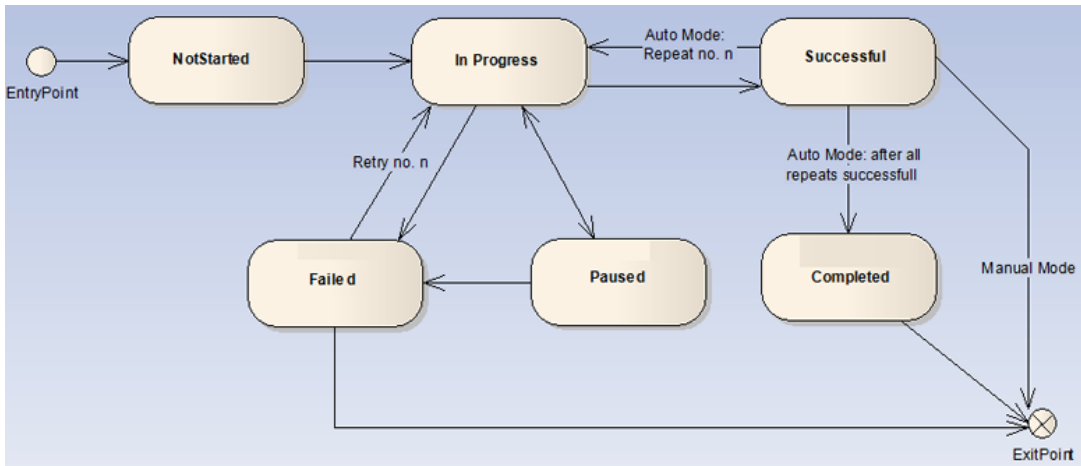 EntryPoint
NotStarted
In Progress
Auto Mode:
Repeat no. n
Successful
Retry no. n
Auto Mode: after all
repeats successfull
Failed
Paused
Completed
Manual Mode
ExitPoint